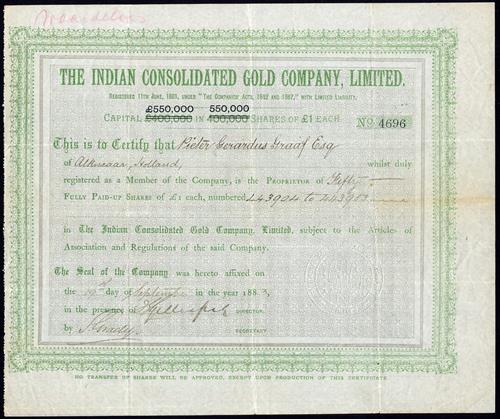 THE INDIAN CONSOLIDATED GOLD COMPANY, LIMITED.
REGISTERED 11TH JUNE, 1881, UNDER "THE COMPANIES' ACTS, 1862 AND 1867," WITH LIMITED LIABILITY.
£550,000 550,000
CAPITAL £400,000 IN 400,000 SHARES OF £1 EACH
No. 4696
This is to Certify that Pieter Gerardus Graaf Esq
of Alkmaar, Holland, whilst duly
registered as a Member of the Company, is the Proprietor of Fifty
Fully Paid-up Shares of £1 each, numbered 443904 to
in The Indian Consolidated Gold Company, Limited, subject to the Articles of
Association and Regulations of the said Company.
The Seal of the Company was hereto affixed on
the 19th day of September in the year 1883,
in the presence of DIRECTOR.
by SECRETARY
NO TRANSFER OF SHARES WILL BE APPROVED, EXCEPT UPON PRODUCTION OF THIS CERTIFICATE.